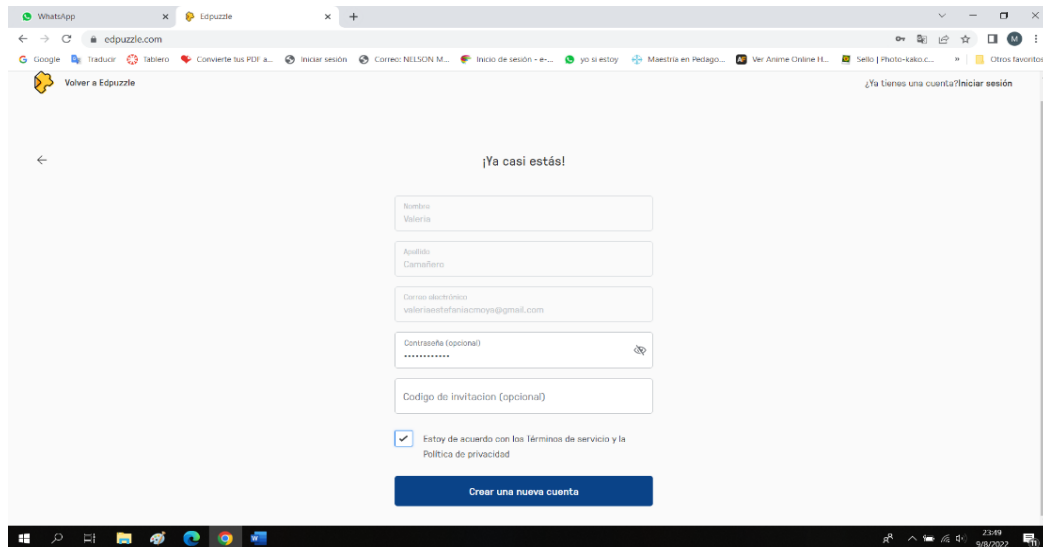 WhatsApp
Edpuzzle
edpuzzle.com
M
Google
Traducir
Tablero
Convierte tus PDF a...
Iniciar sesión
Correo: NELSON M...
Inicio de sesión - e-...
yo si estoy
Maestría en Pedago...
Ver Anime Online H...
Sello | Photo-kako.c...
»
Otros favoritos
Volver a Edpuzzle
¿Ya tienes una cuenta?Iniciar sesión
¡Ya casi estás!
Nombre
Valeria
Apellido
Camañero
Correo electrónico
valeriaestefaniacmoya@gmail.com
Contraseña (opcional)
Codigo de invitacion (opcional)
Estoy de acuerdo con los Términos de servicio y la
Política de privacidad
Crear una nueva cuenta
23:49
9/8/2022